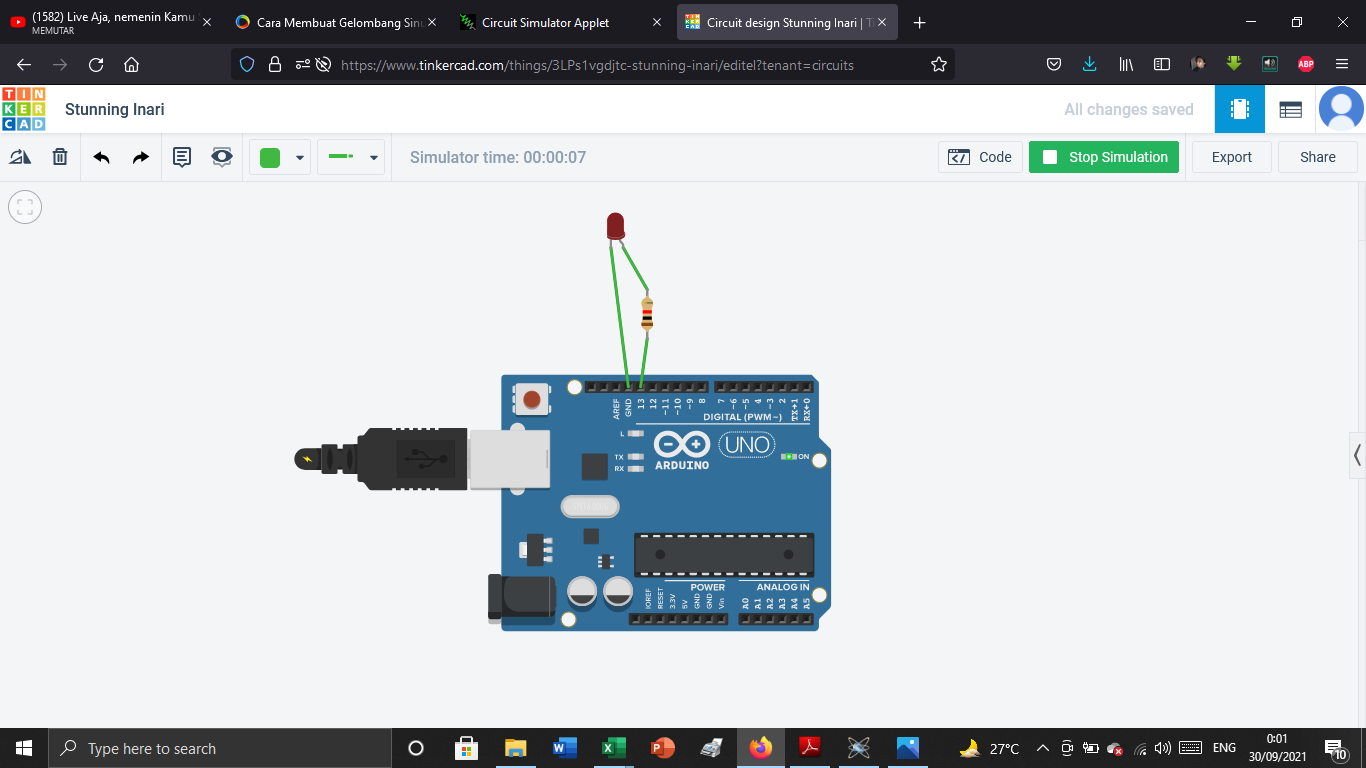 (1582) Live Aja, nemenin Kamu
MEMUTAR
Cara Membuat Gelombang Sin
Circuit Simulator Applet
Circuit design Stunning Inari | Ti
https://www.tinkercad.com/things/3LPs1vgdjtc-stunning-inari/editel?tenant=circuits
ABP
TIN
KER
CAD
Stunning Inari
All changes saved
Simulator time: 00:00:07
Code
Stop Simulation
Export
Share
AREF
GND
13
12
~11
~10
~9
8
7
~6
~5
4
~3
2
TX→1
RX←0
DIGITAL (PWM~)
L
TX
RX
ARDUINO
UNO
ON
POWER
ANALOG IN
IOREF
RESET
3.3V
5V
GND
GND
Vin
A0
A1
A2
A3
A4
A5
Type here to search
27°C
ENG
0:01
30/09/2021
10